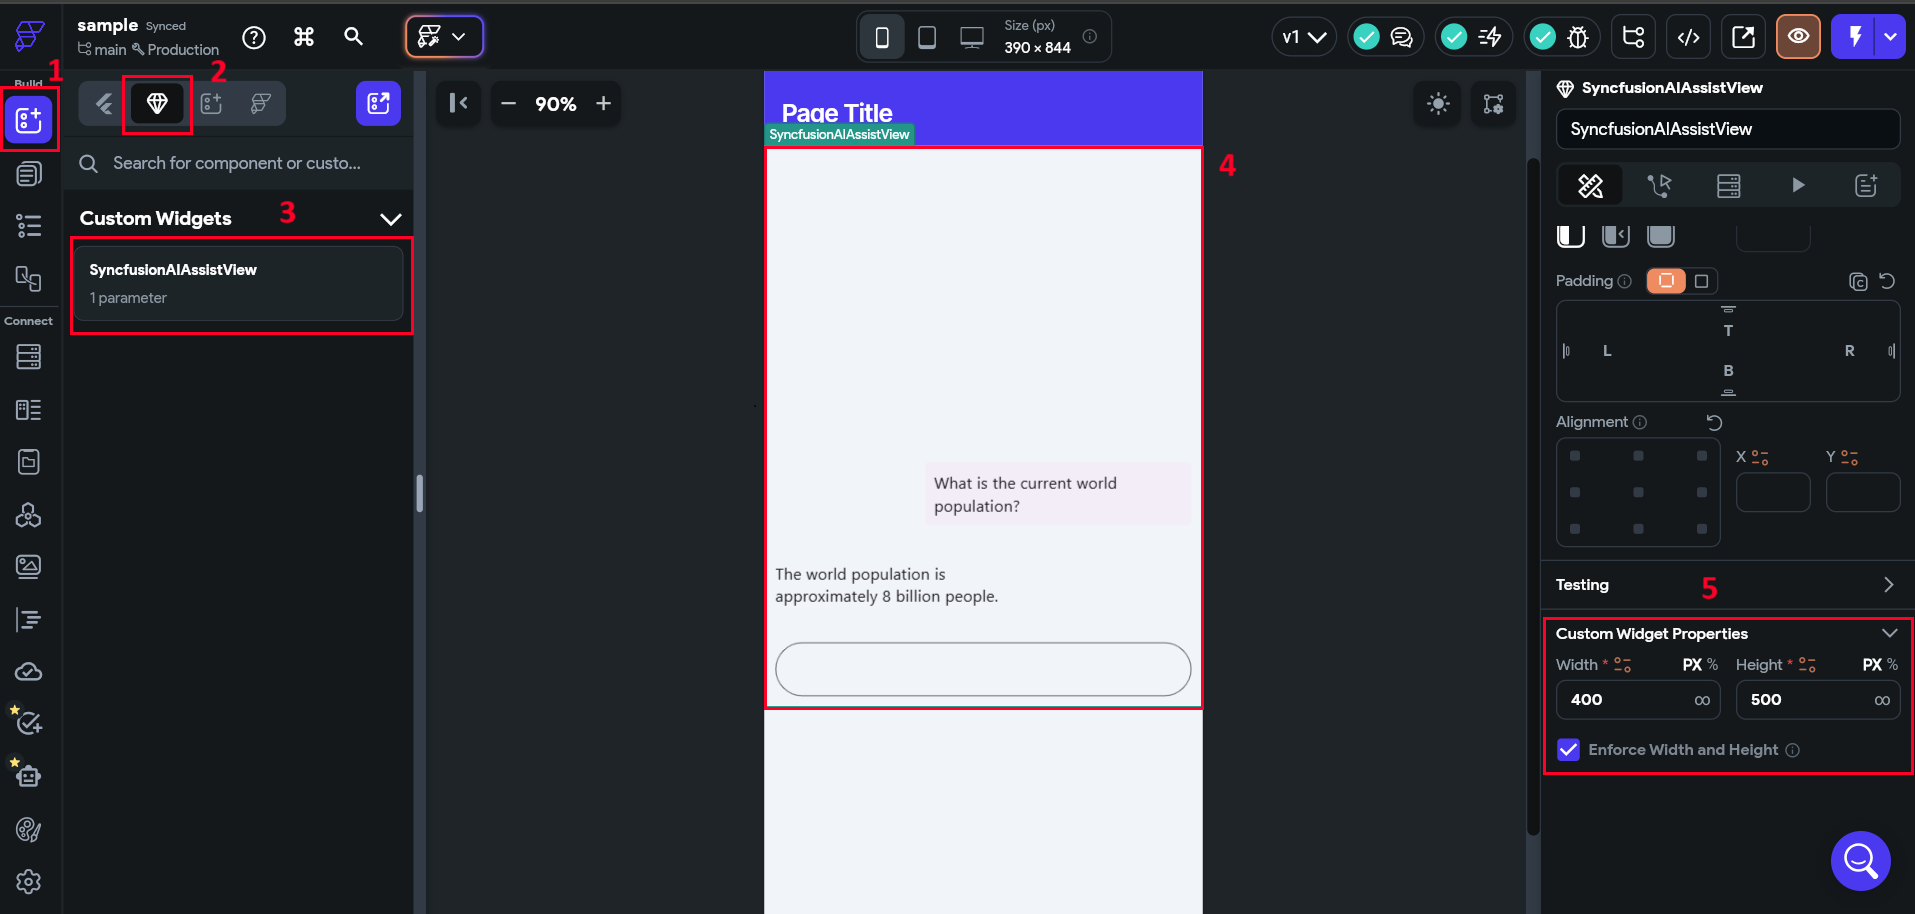 sample Synced
main Production
Size (px)
390 × 844
v1
1
2
Build
90%
Page Title
SyncfusionAIAssistView
SyncfusionAIAssistView
SyncfusionAIAssistView
Search for component or custo...
4
Custom Widgets
3
SyncfusionAIAssistView
1 parameter
Connect
What is the current world
population?
The world population is
approximately 8 billion people.
Padding
T
L
R
B
Alignment
X
Y
Testing
5
Custom Widget Properties
Width * PX % Height * PX %
400 ∞ 500 ∞
Enforce Width and Height